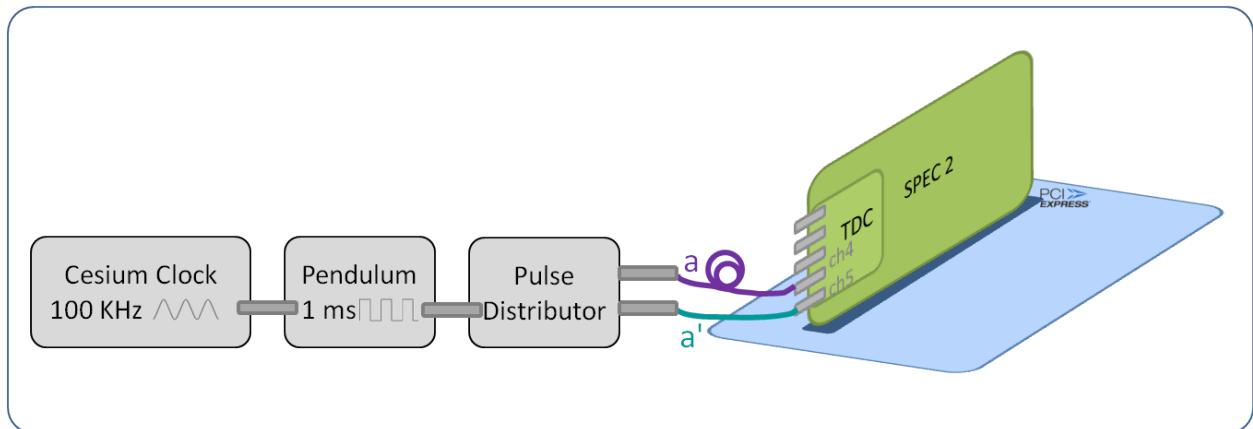 Cesium Clock
100 KHz
Pendulum
1 ms
Pulse
Distributor
a
a'
TDC
ch4
ch5
SPEC 2
PCI
EXPRESS